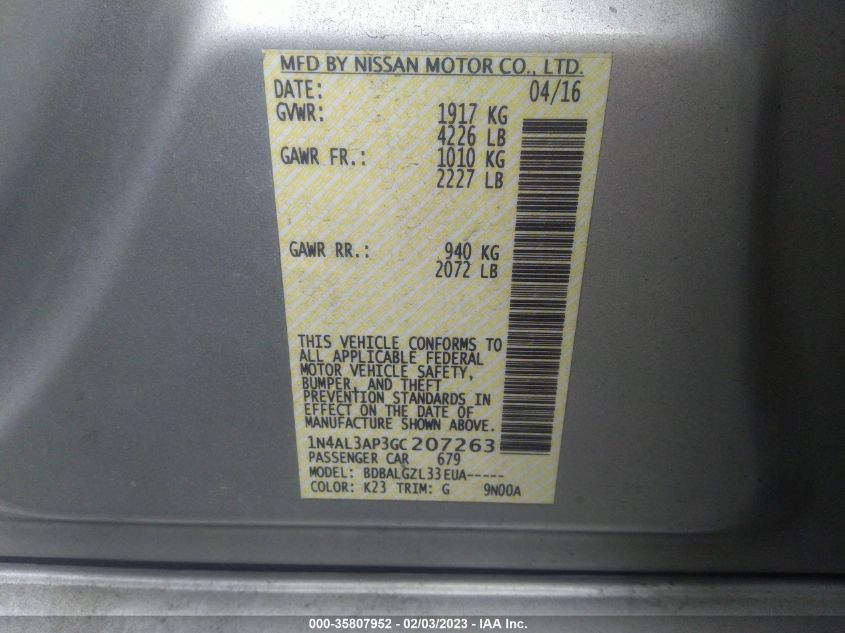 MFD BY NISSAN MOTOR CO., LTD.
DATE: 04/16
GVWR: 1917 KG
4226 LB
GAWR FR.: 1010 KG
2227 LB
GAWR RR.: 940 KG
2072 LB
THIS VEHICLE CONFORMS TO
ALL APPLICABLE FEDERAL
MOTOR VEHICLE SAFETY,
BUMPER, AND THEFT
PREVENTION STANDARDS IN
EFFECT ON THE DATE OF
MANUFACTURE SHOWN ABOVE.
1N4AL3AP3GC207263
PASSENGER CAR 679
MODEL: BDBALGZL33EUA-----
COLOR: K23 TRIM: G 9N00A
000-35807952 - 02/03/2023 - IAA Inc.